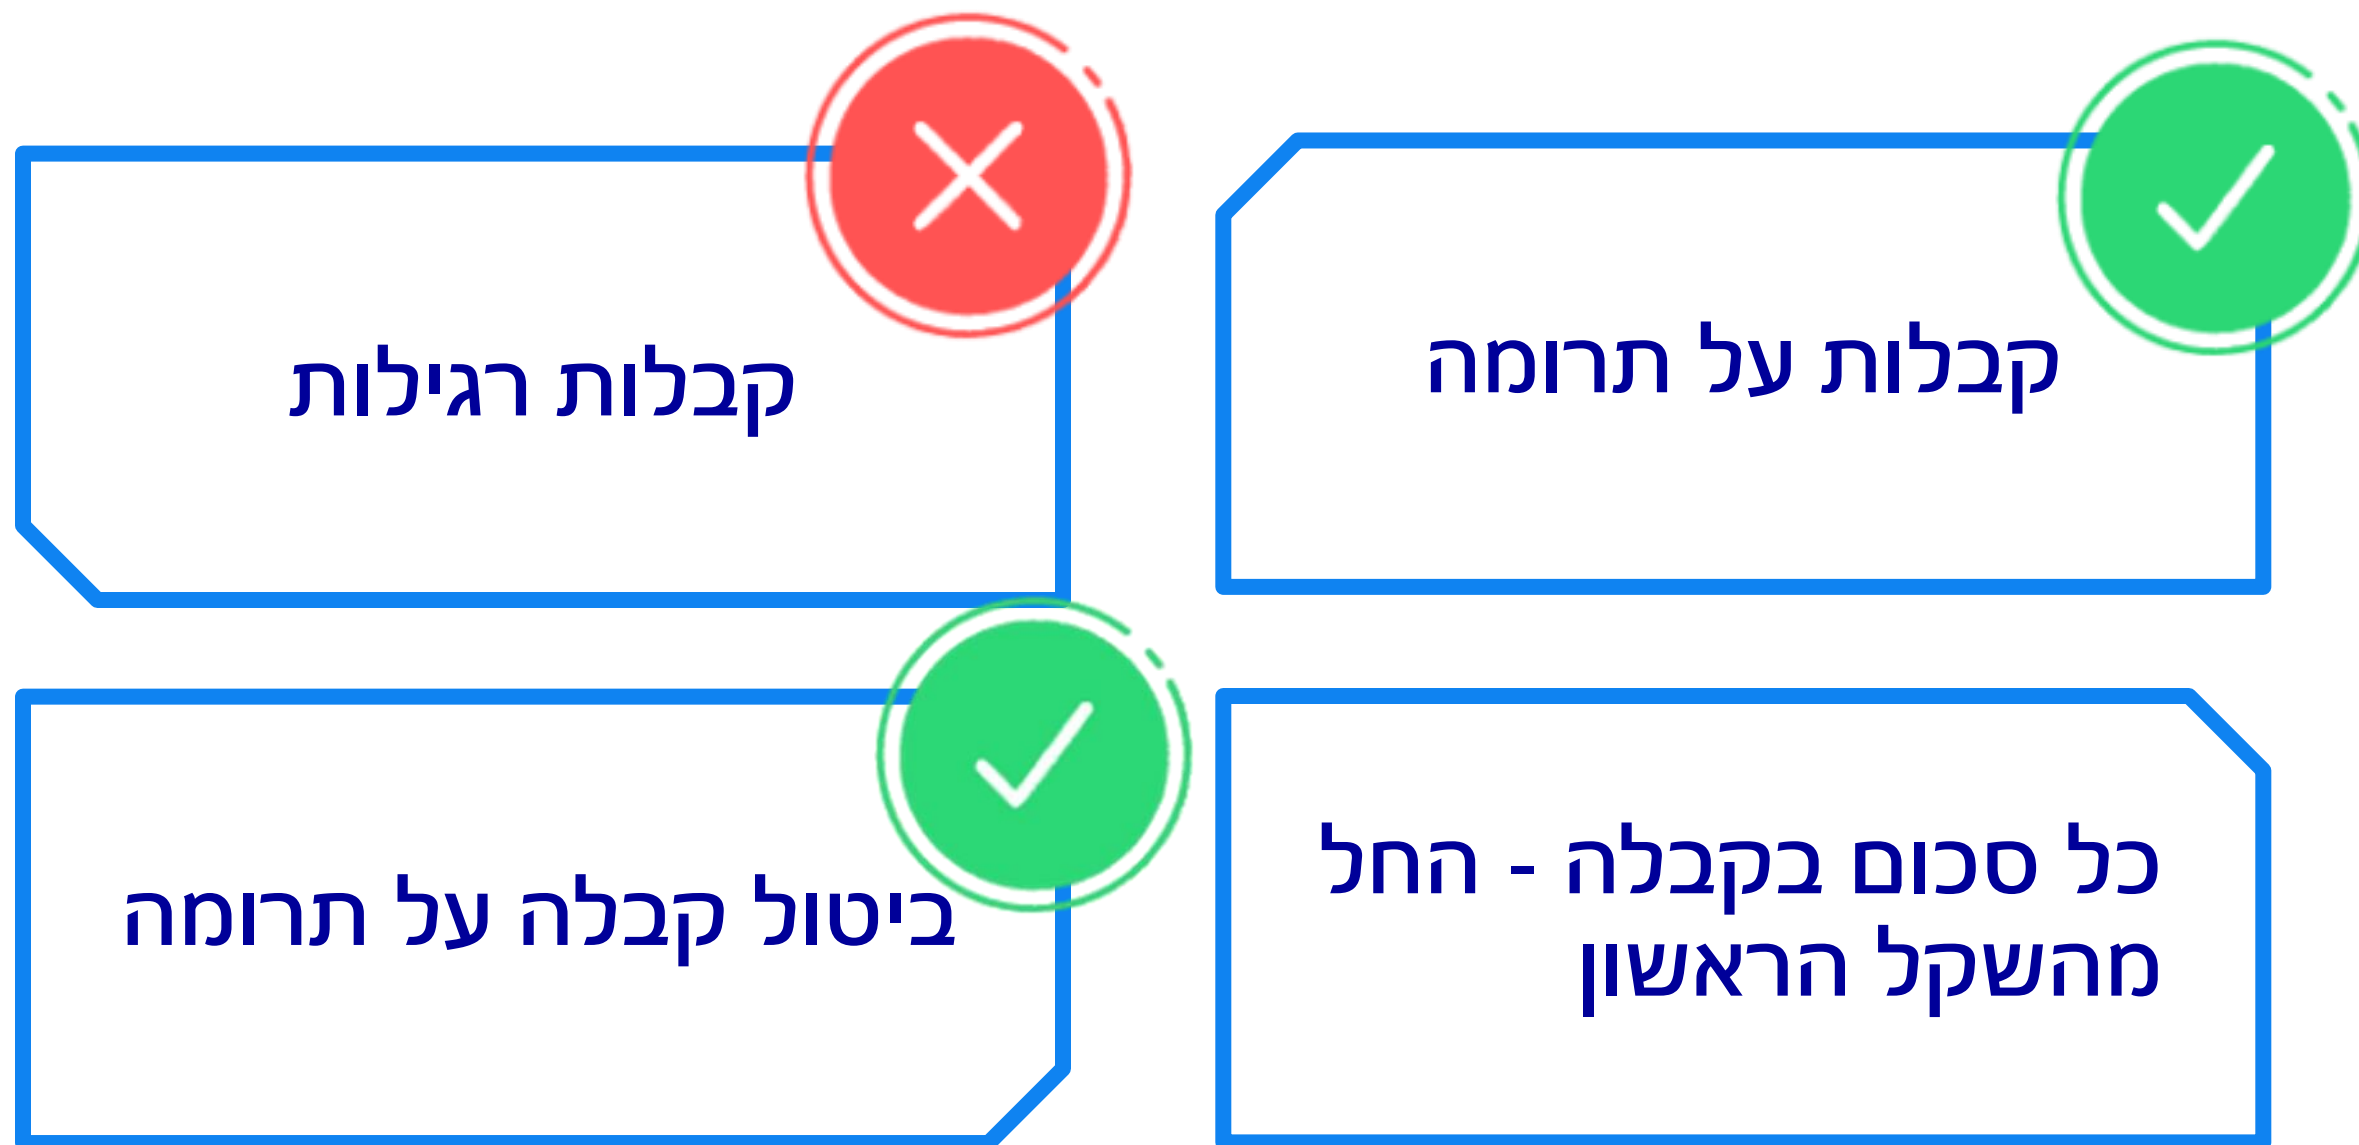 קבלות על תרומה
קבלות רגילות
כל סכום בקבלה - החל
מהשקל הראשון
ביטול קבלה על תרומה